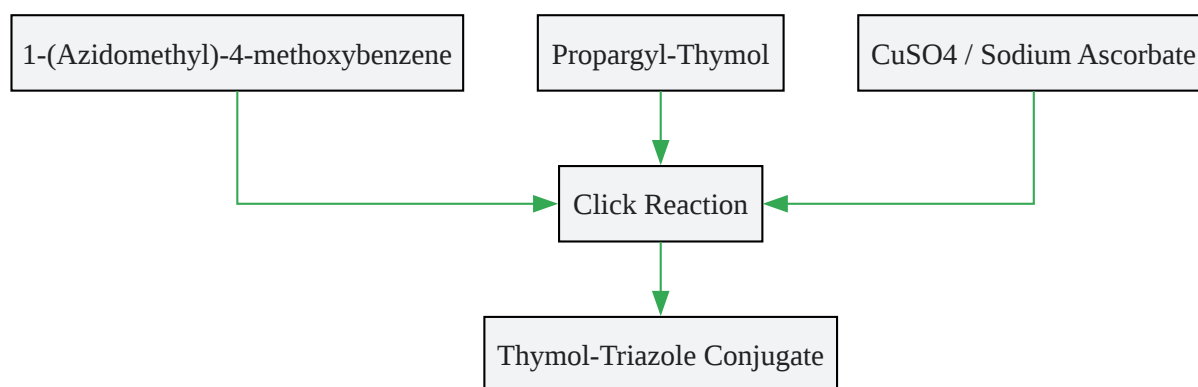 1-(Azidomethyl)-4-methoxybenzene
Propargyl-Thymol
CuSO4 / Sodium Ascorbate
Click Reaction
Thymol-Triazole Conjugate